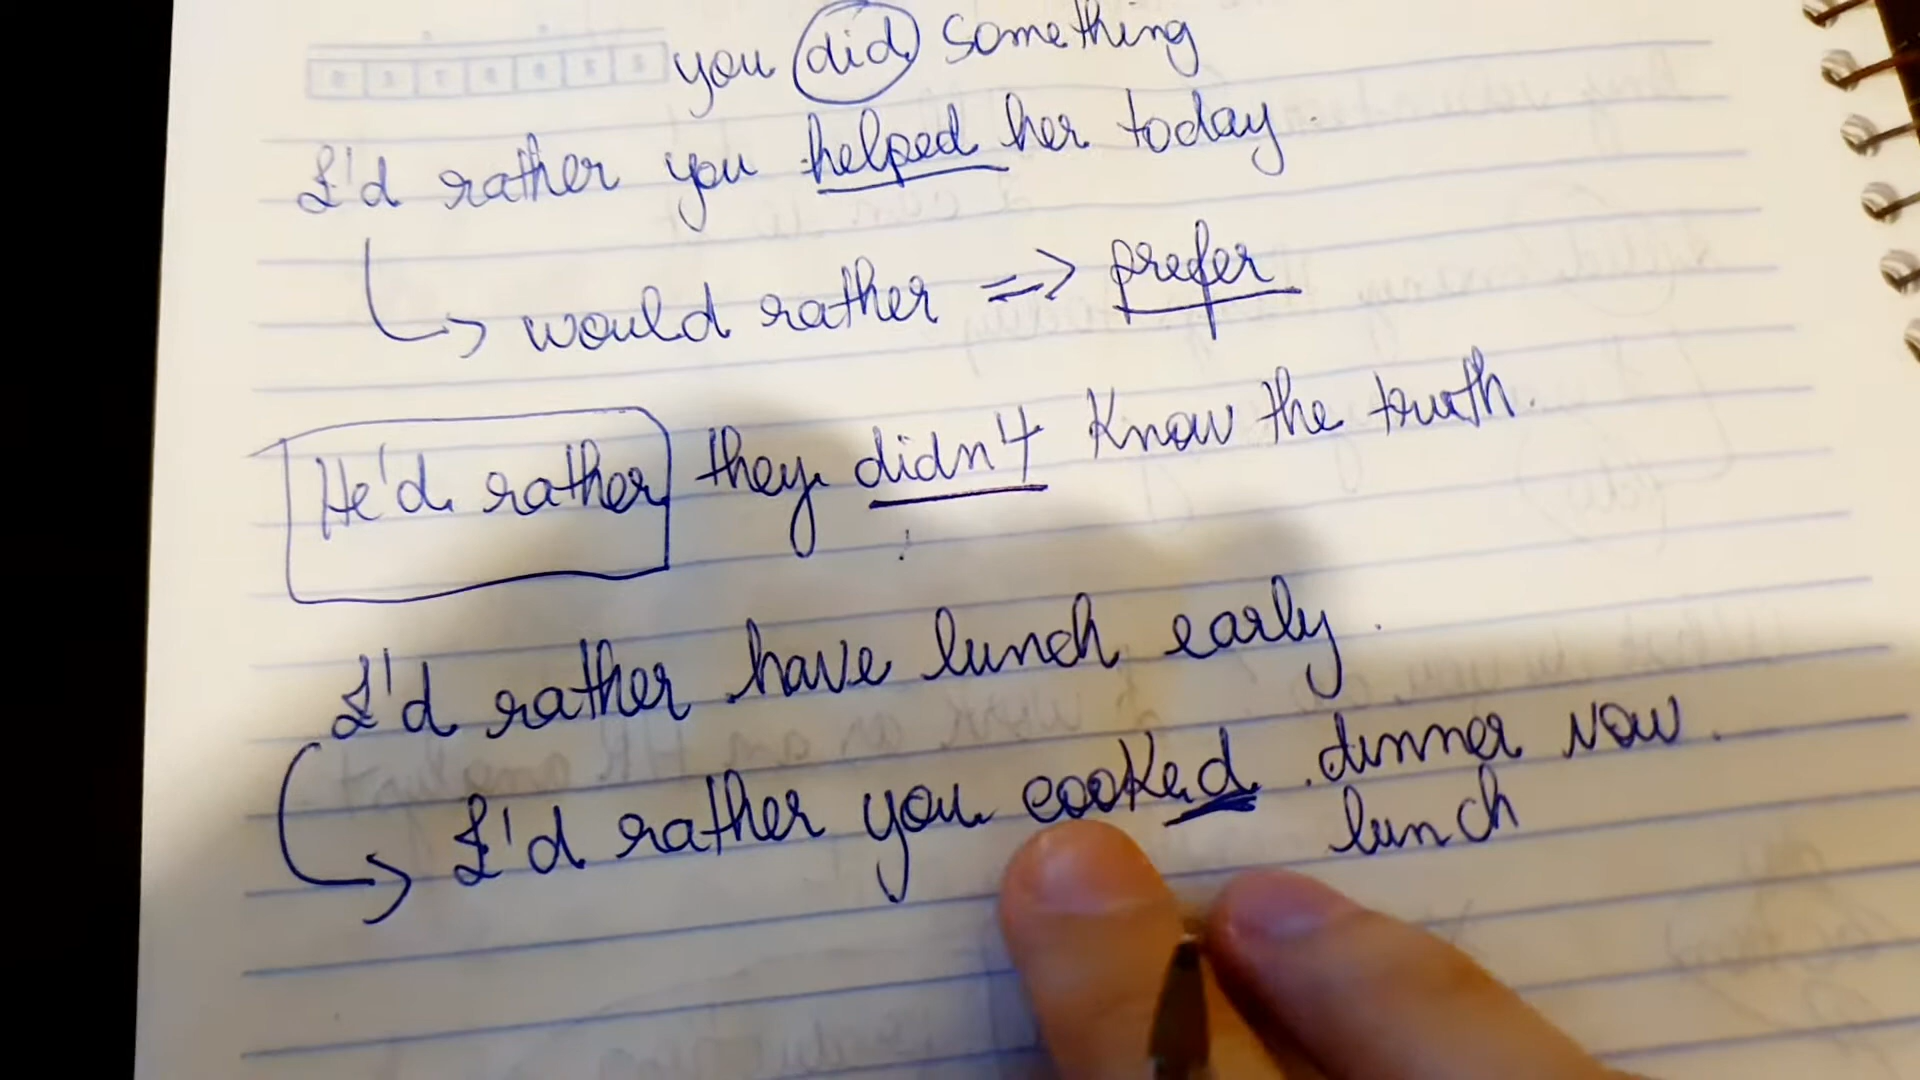 you did something
I'd rather you helped her today.
would rather => prefer
He'd rather they didn't know the truth.
I'd rather have lunch early.
I'd rather you cooked dinner now.
lunch